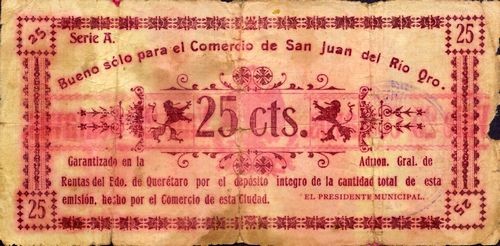 25 25
Serie A.
Bueno sólo para el Comercio de San Juan del Río Qro.
25 cts.
Garantizado en la Admon. Gral. de
Rentas del Edo. de Querétaro por el depósito integro de la cantidad total de esta
emisión, hecho por el Comercio de esta Ciudad.
EL PRESIDENTE MUNICIPAL,
25 25